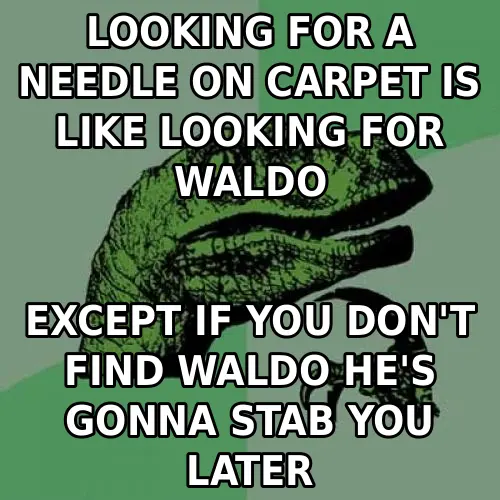 LOOKING FOR A
NEEDLE ON CARPET IS
LIKE LOOKING FOR
WALDO
EXCEPT IF YOU DON'T
FIND WALDO HE'S
GONNA STAB YOU
LATER